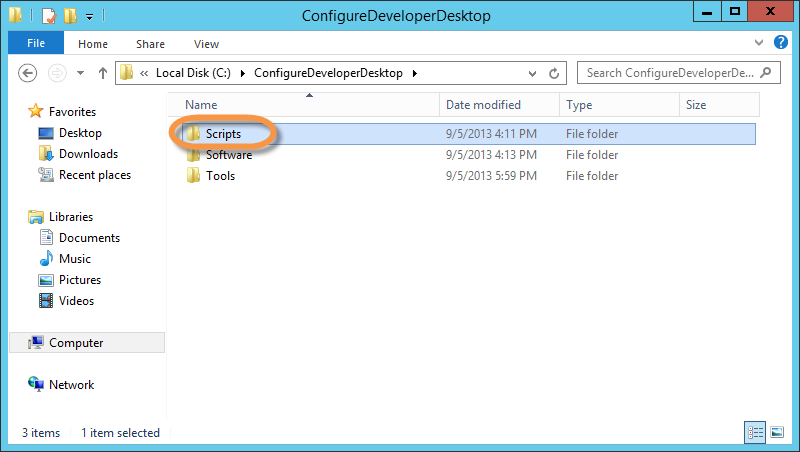 ConfigureDeveloperDesktop
File Home Share View
« Local Disk (C:) ConfigureDeveloperDesktop Search ConfigureDeveloperDe...
Name Date modified Type Size
Favorites
Desktop
Downloads
Recent places
Libraries
Documents
Music
Pictures
Videos
Computer
Network
Scripts 9/5/2013 4:11 PM File folder
Software 9/5/2013 4:13 PM File folder
Tools 9/5/2013 5:59 PM File folder
3 items 1 item selected